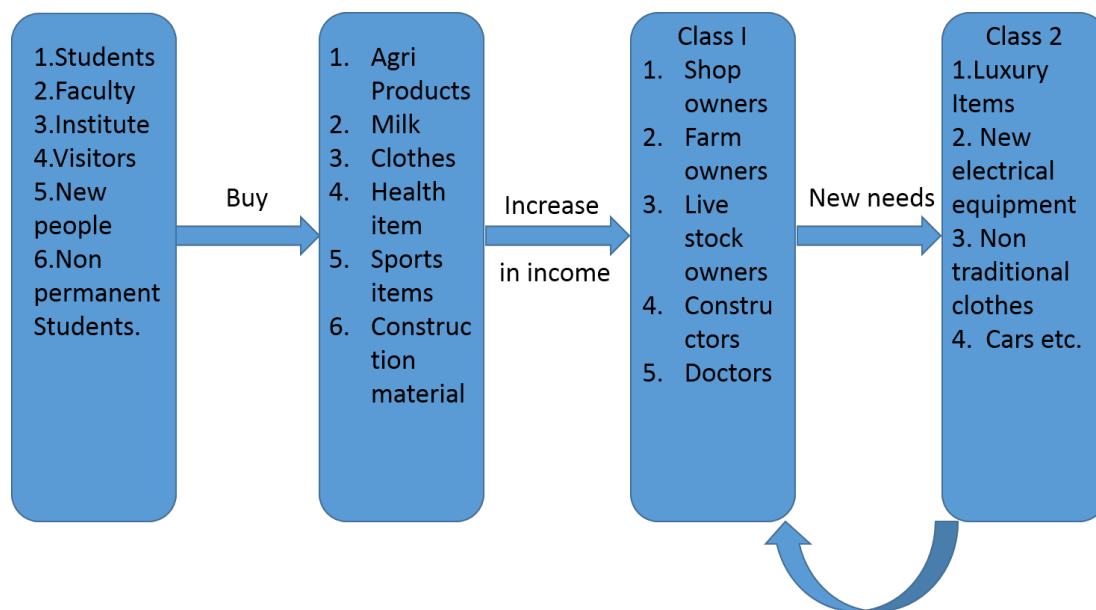 1.Students
2.Faculty
3.Institute
4.Visitors
5.New
people
6.Non
permanent
Students.
Buy
1. Agri
Products
2. Milk
3. Clothes
4. Health
item
5. Sports
items
6. Construc
tion
material
Increase
in income
Class I
1. Shop
owners
2. Farm
owners
3. Live
stock
owners
4. Constru
ctors
5. Doctors
New needs
Class 2
1.Luxury
Items
2. New
electrical
equipment
3. Non
traditional
clothes
4. Cars etc.